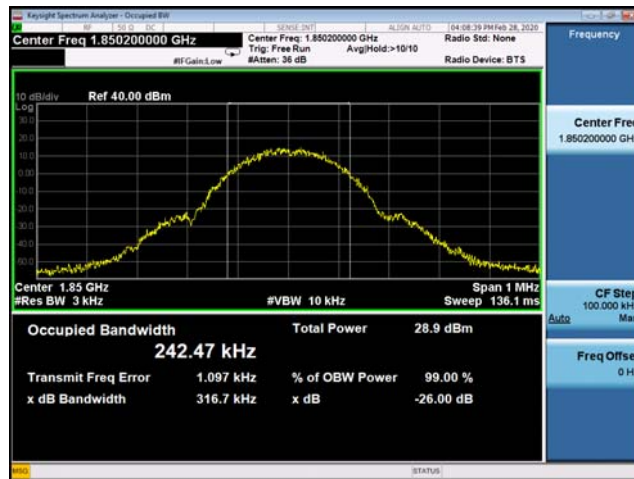 Keysight Spectrum Analyzer - Occupied BW
RF 50 Ω DC SENSE:INT ALIGN AUTO 04:08:39 PM Feb 28, 2020
Center Freq 1.850200000 GHz
Center Freq: 1.850200000 GHz
Radio Std: None
Trig: Free Run Avg|Hold:>10/10
#IFGain:Low #Atten: 36 dB Radio Device: BTS
Frequency
10 dB/div Ref 40.00 dBm
Log
30.0
20.0
10.0
0.00
-10.0
-20.0
-30.0
-40.0
-50.0
Center 1.85 GHz Span 1 MHz
#Res BW 3 kHz #VBW 10 kHz Sweep 136.1 ms
Occupied Bandwidth Total Power 28.9 dBm
242.47 kHz
Transmit Freq Error 1.097 kHz % of OBW Power 99.00 %
x dB Bandwidth 316.7 kHz x dB -26.00 dB
Center Fre
1.850200000 GH
CF Step
100.000 kH
Auto Ma
Freq Offse
0 H
MSG STATUS